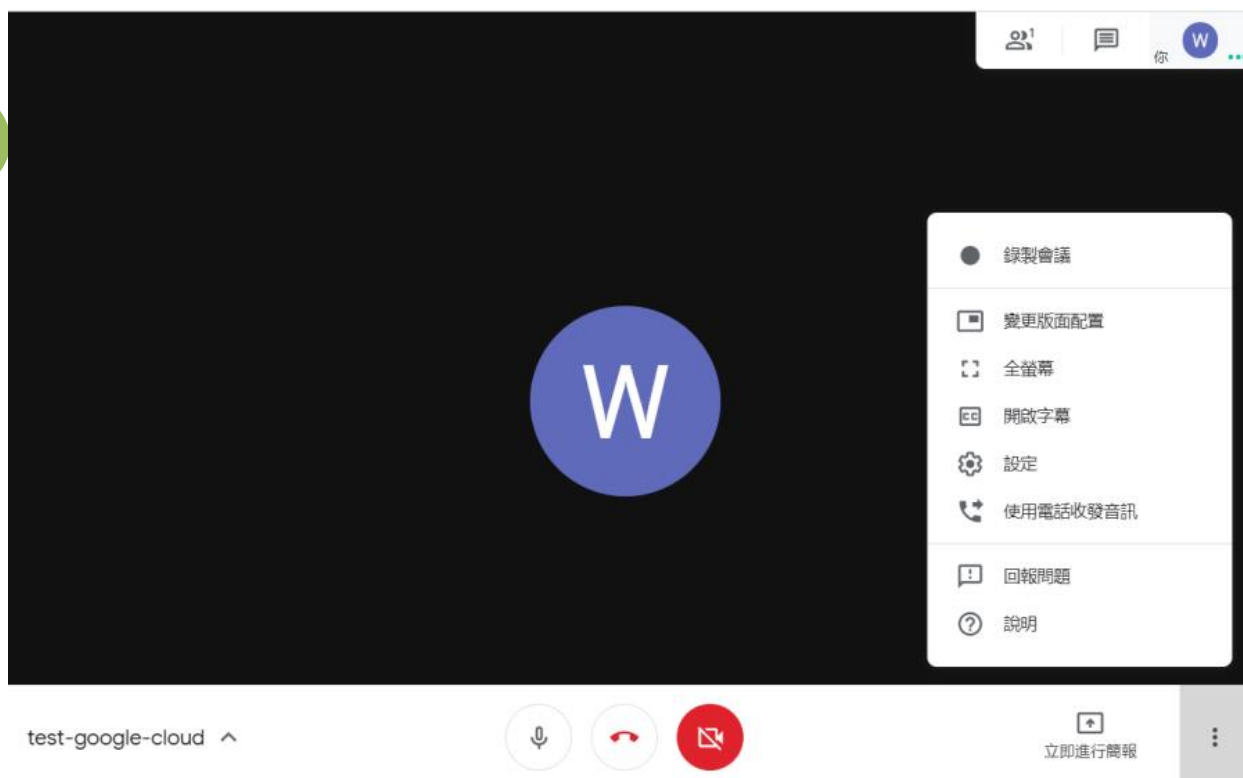 1
你
W
錄製會議
變更版面配置
全螢幕
W
CC
開啟字幕
設定
使用電話收發音訊
回報問題
說明
test-google-cloud
立即進行簡報